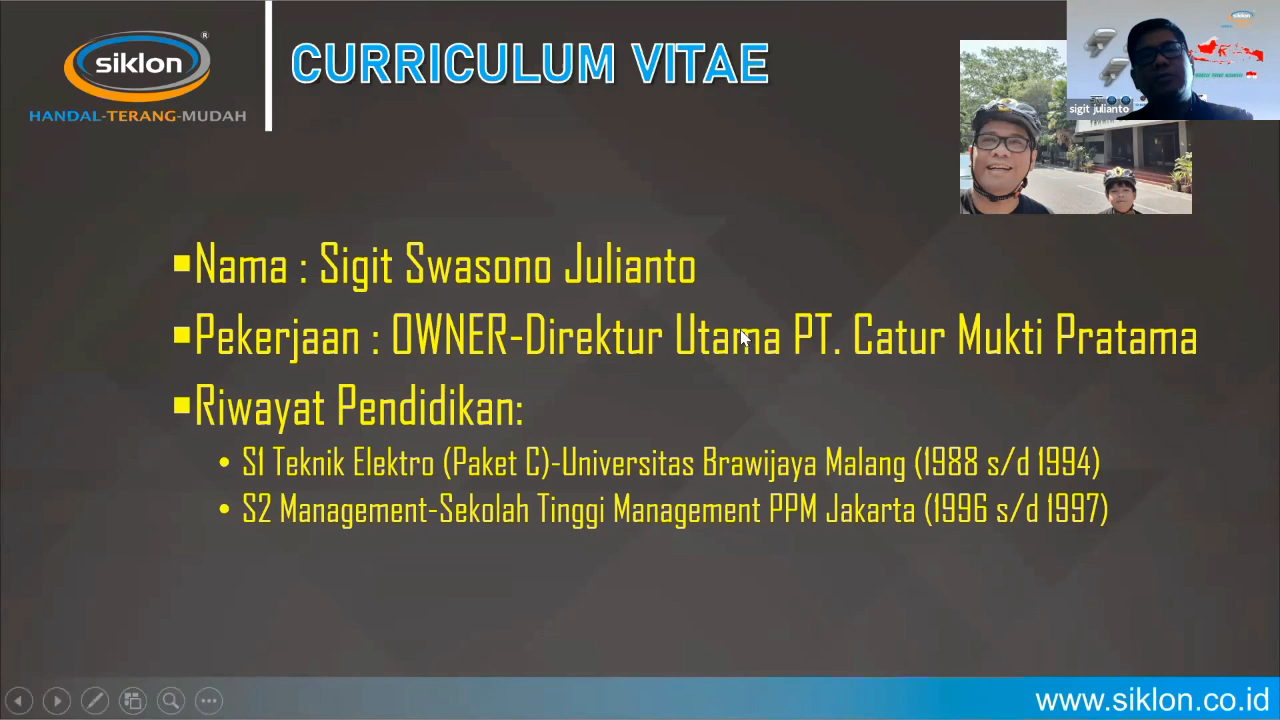 siklon
®
HANDAL-TERANG-MUDAH
CURRICULUM VITAE
sigit julianto
Nama : Sigit Swasono Julianto
Pekerjaan : OWNER-Direktur Utama PT. Catur Mukti Pratama
Riwayat Pendidikan:
• S1 Teknik Elektro (Paket C)-Universitas Brawijaya Malang (1988 s/d 1994)
• S2 Management-Sekolah Tinggi Management PPM Jakarta (1996 s/d 1997)
www.siklon.co.id